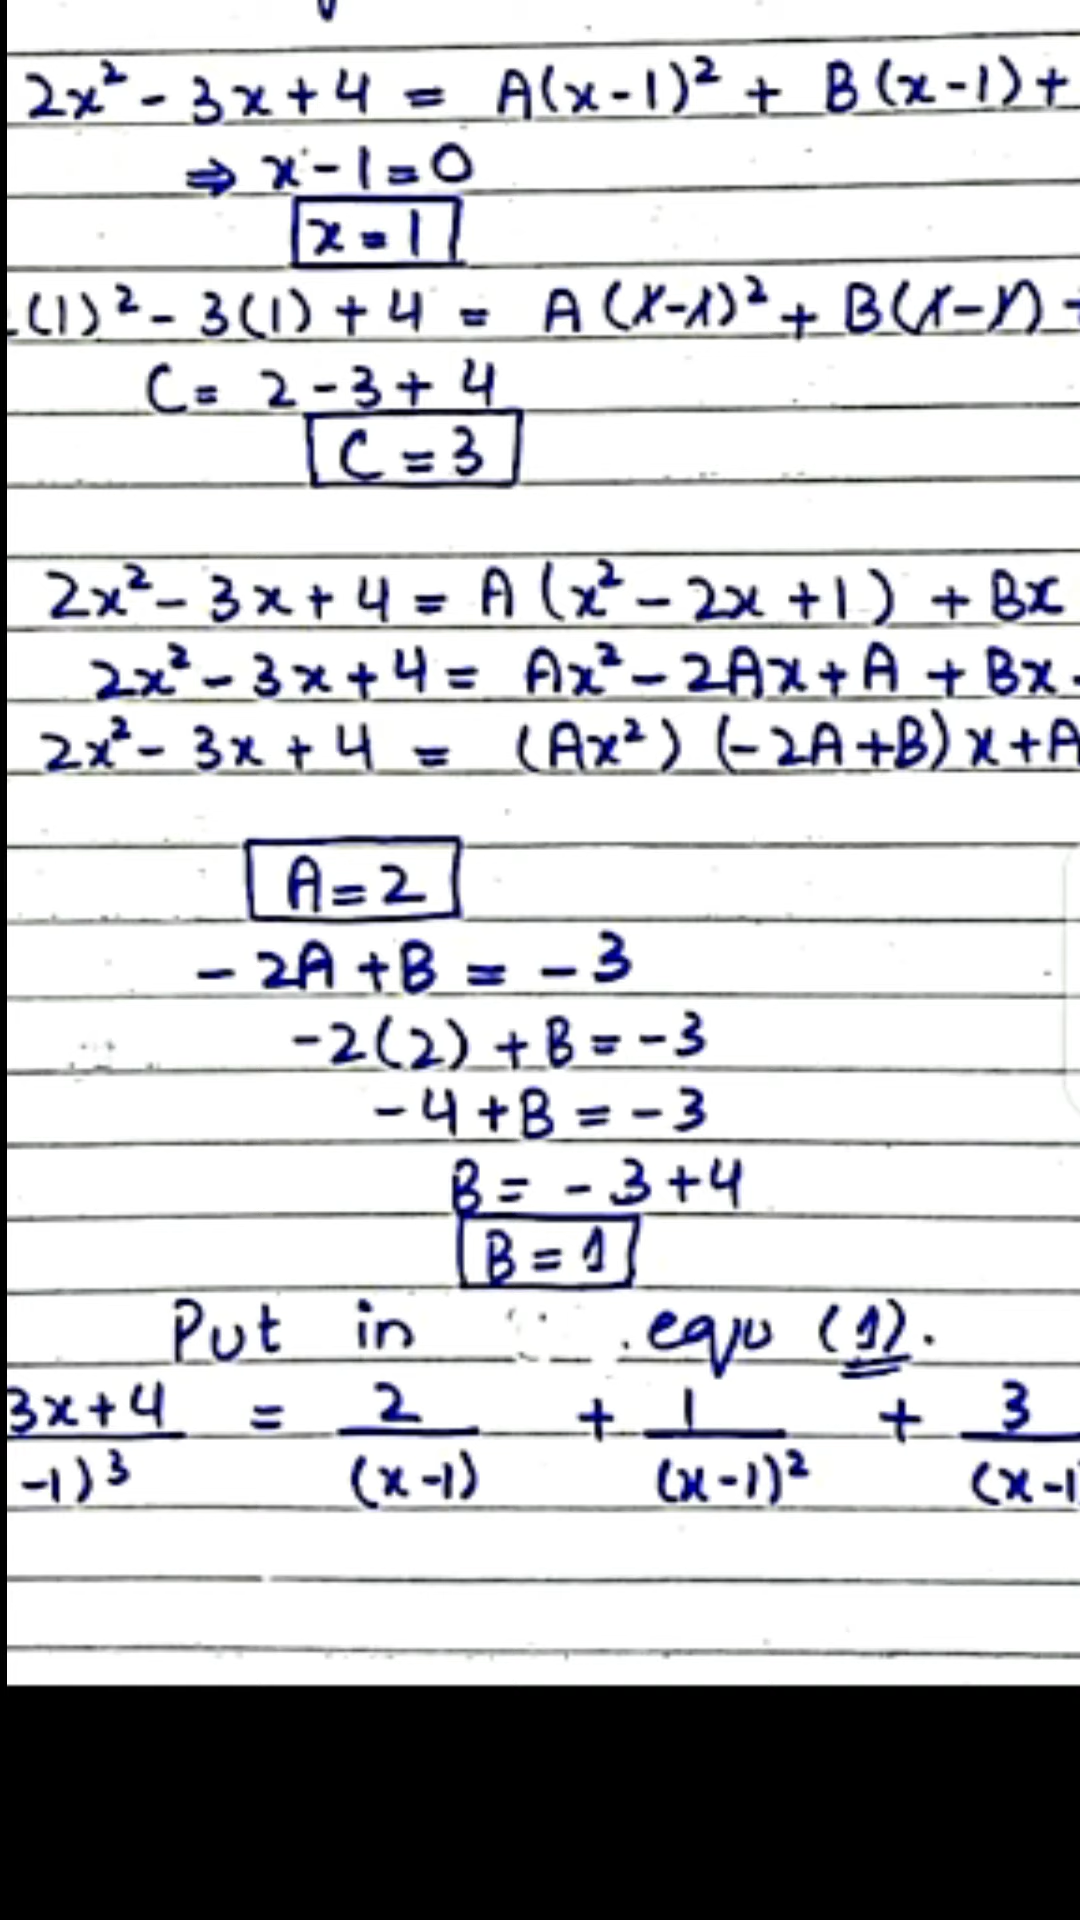 2x² - 3x + 4 = A(x-1)² + B(x-1) +
⇒ x - 1 = 0
x = 1
(1)² - 3(1) + 4 = A(1-1)² + B(1-1) +
C = 2 - 3 + 4
C = 3
2x² - 3x + 4 = A(x² - 2x + 1) + Bx
2x² - 3x + 4 = Ax² - 2Ax + A + Bx -
2x² - 3x + 4 = (Ax²) (-2A+B)x + A
A = 2
- 2A + B = - 3
-2(2) + B = -3
- 4 + B = - 3
B = - 3 + 4
B = 1
Put in equ (1).
3x+4 / -1)³ = 2 / (x-1) + 1 / (x-1)² + 3 / (x-1